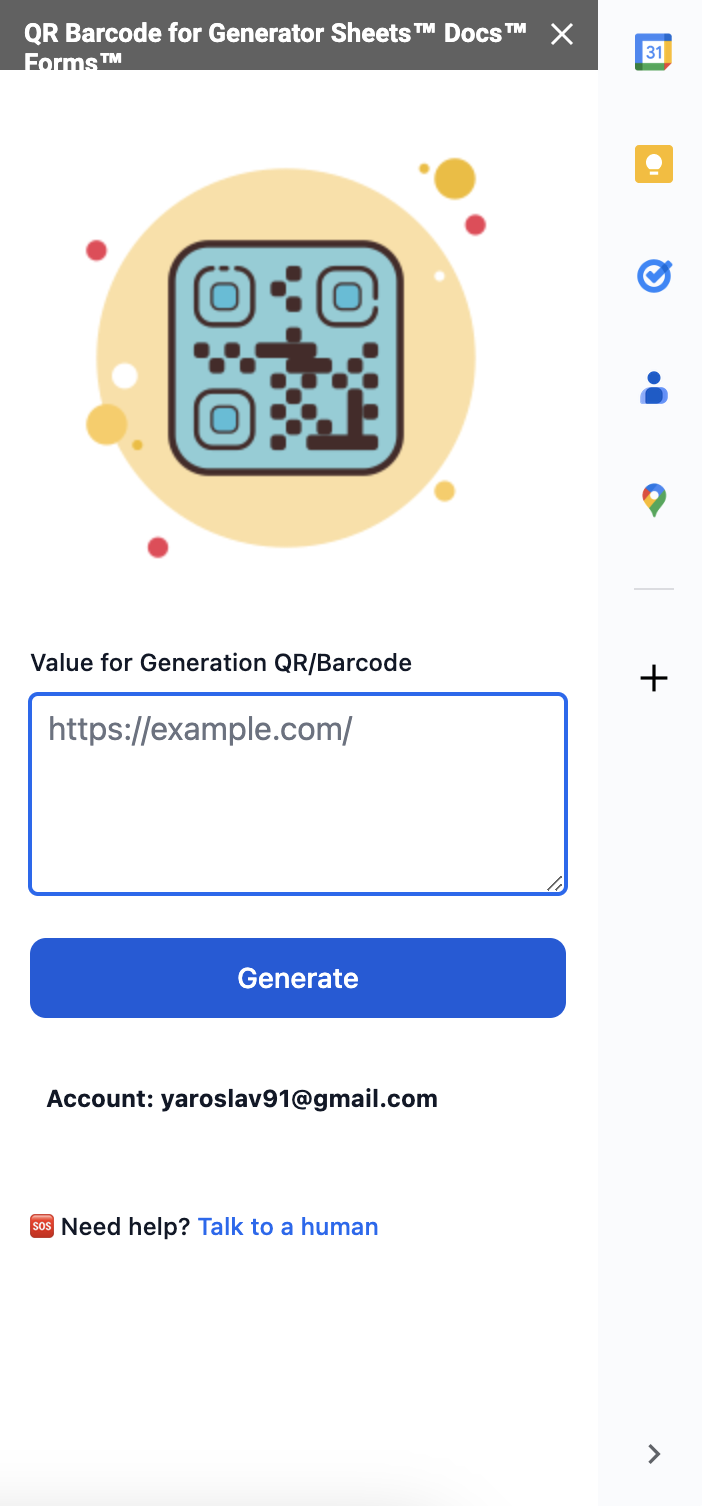 QR Barcode for Generator Sheets™ Docs™
Forms™
31
Value for Generation QR/Barcode
https://example.com/
Generate
Account: yaroslav91@gmail.com
🆘 Need help? Talk to a human